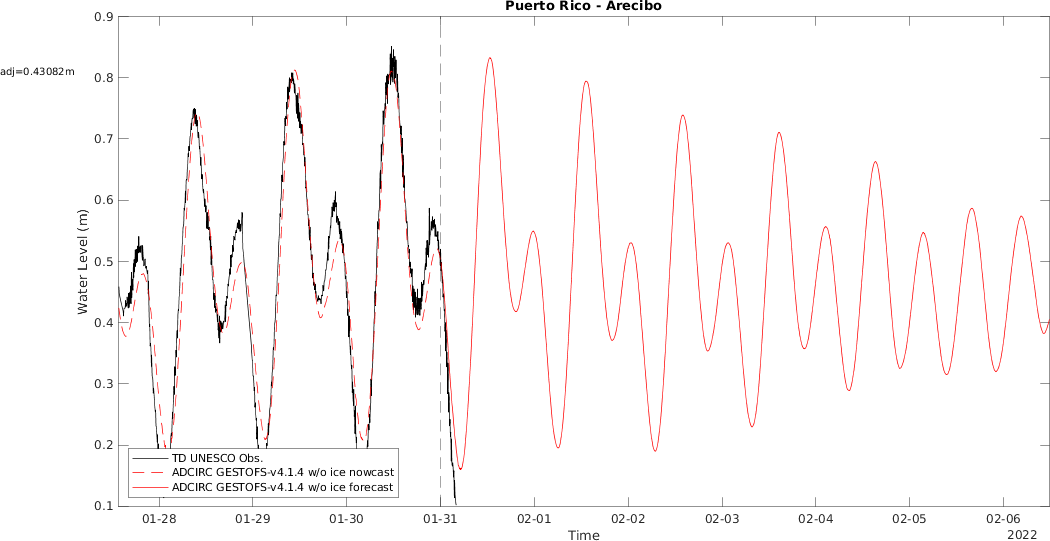 Puerto Rico - Arecibo
adj=0.43082m
Water Level (m)
0.9
0.8
0.7
0.6
0.5
0.4
0.3
0.2
0.1
TD UNESCO Obs.
ADCIRC GESTOFS-v4.1.4 w/o ice nowcast
ADCIRC GESTOFS-v4.1.4 w/o ice forecast
01-28 01-29 01-30 01-31 02-01 02-02 02-03 02-04 02-05 02-06
Time
2022